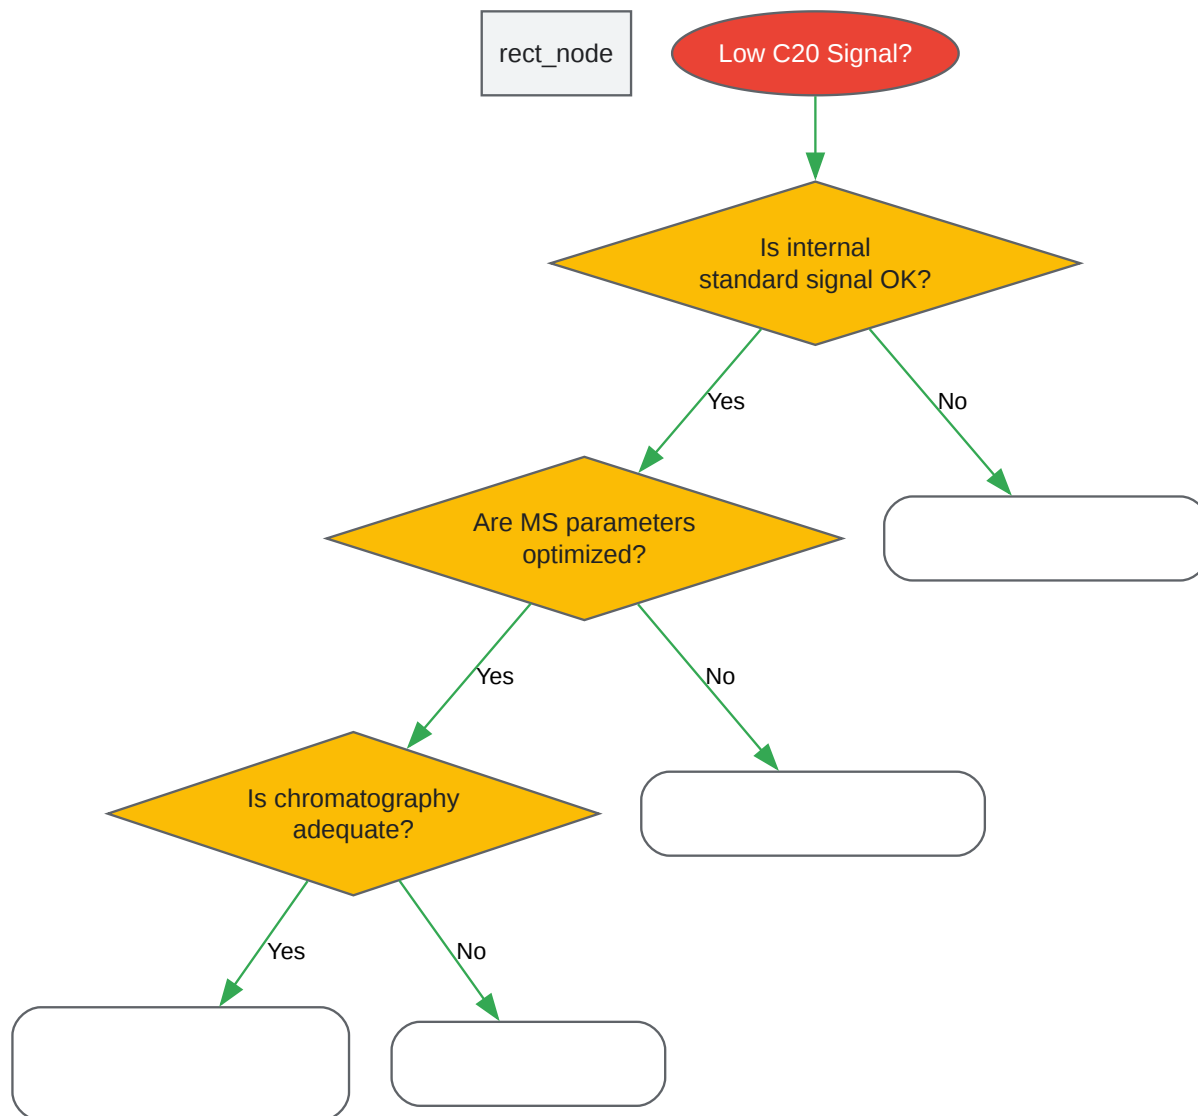 rect_node
Low C20 Signal?
Is internal
standard signal OK?
Yes
No
Are MS parameters
optimized?
Yes
No
Is chromatography
adequate?
Yes
No